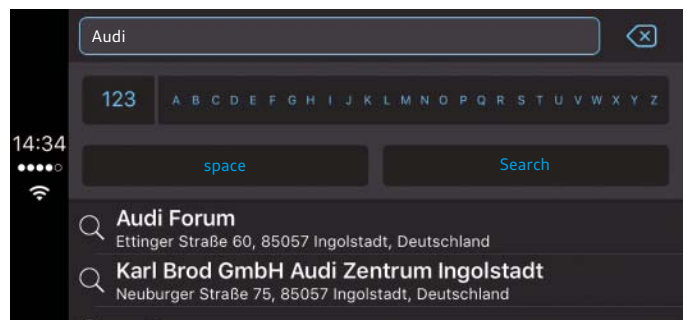 Audi
123 A B C D E F G H I J K L M N O P Q R S T U V W X Y Z
14:34
space Search
Audi Forum
Ettinger Straße 60, 85057 Ingolstadt, Deutschland
Karl Brod GmbH Audi Zentrum Ingolstadt
Neuburger Straße 75, 85057 Ingolstadt, Deutschland